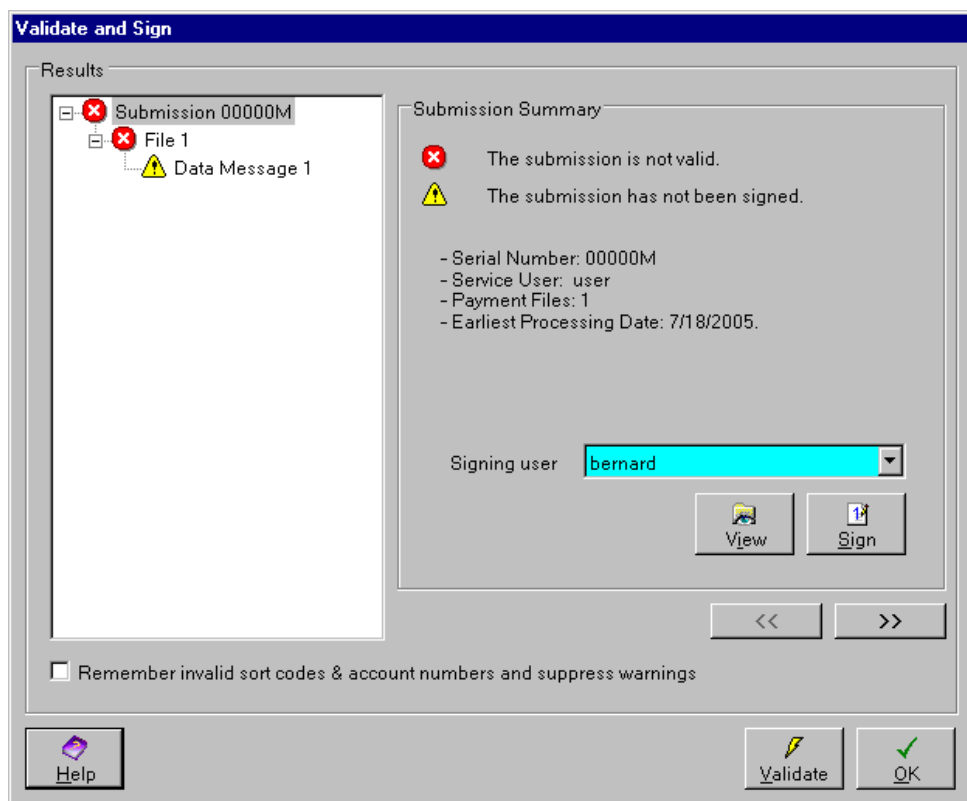 Validate and Sign
Results
Submission 00000M
File 1
Data Message 1
Submission Summary
The submission is not valid.
The submission has not been signed.
- Serial Number: 00000M
- Service User:  user
- Payment Files: 1
- Earliest Processing Date: 7/18/2005.
Signing user
bernard
View
Sign
<<
>>
Remember invalid sort codes & account numbers and suppress warnings
Help
Validate
OK